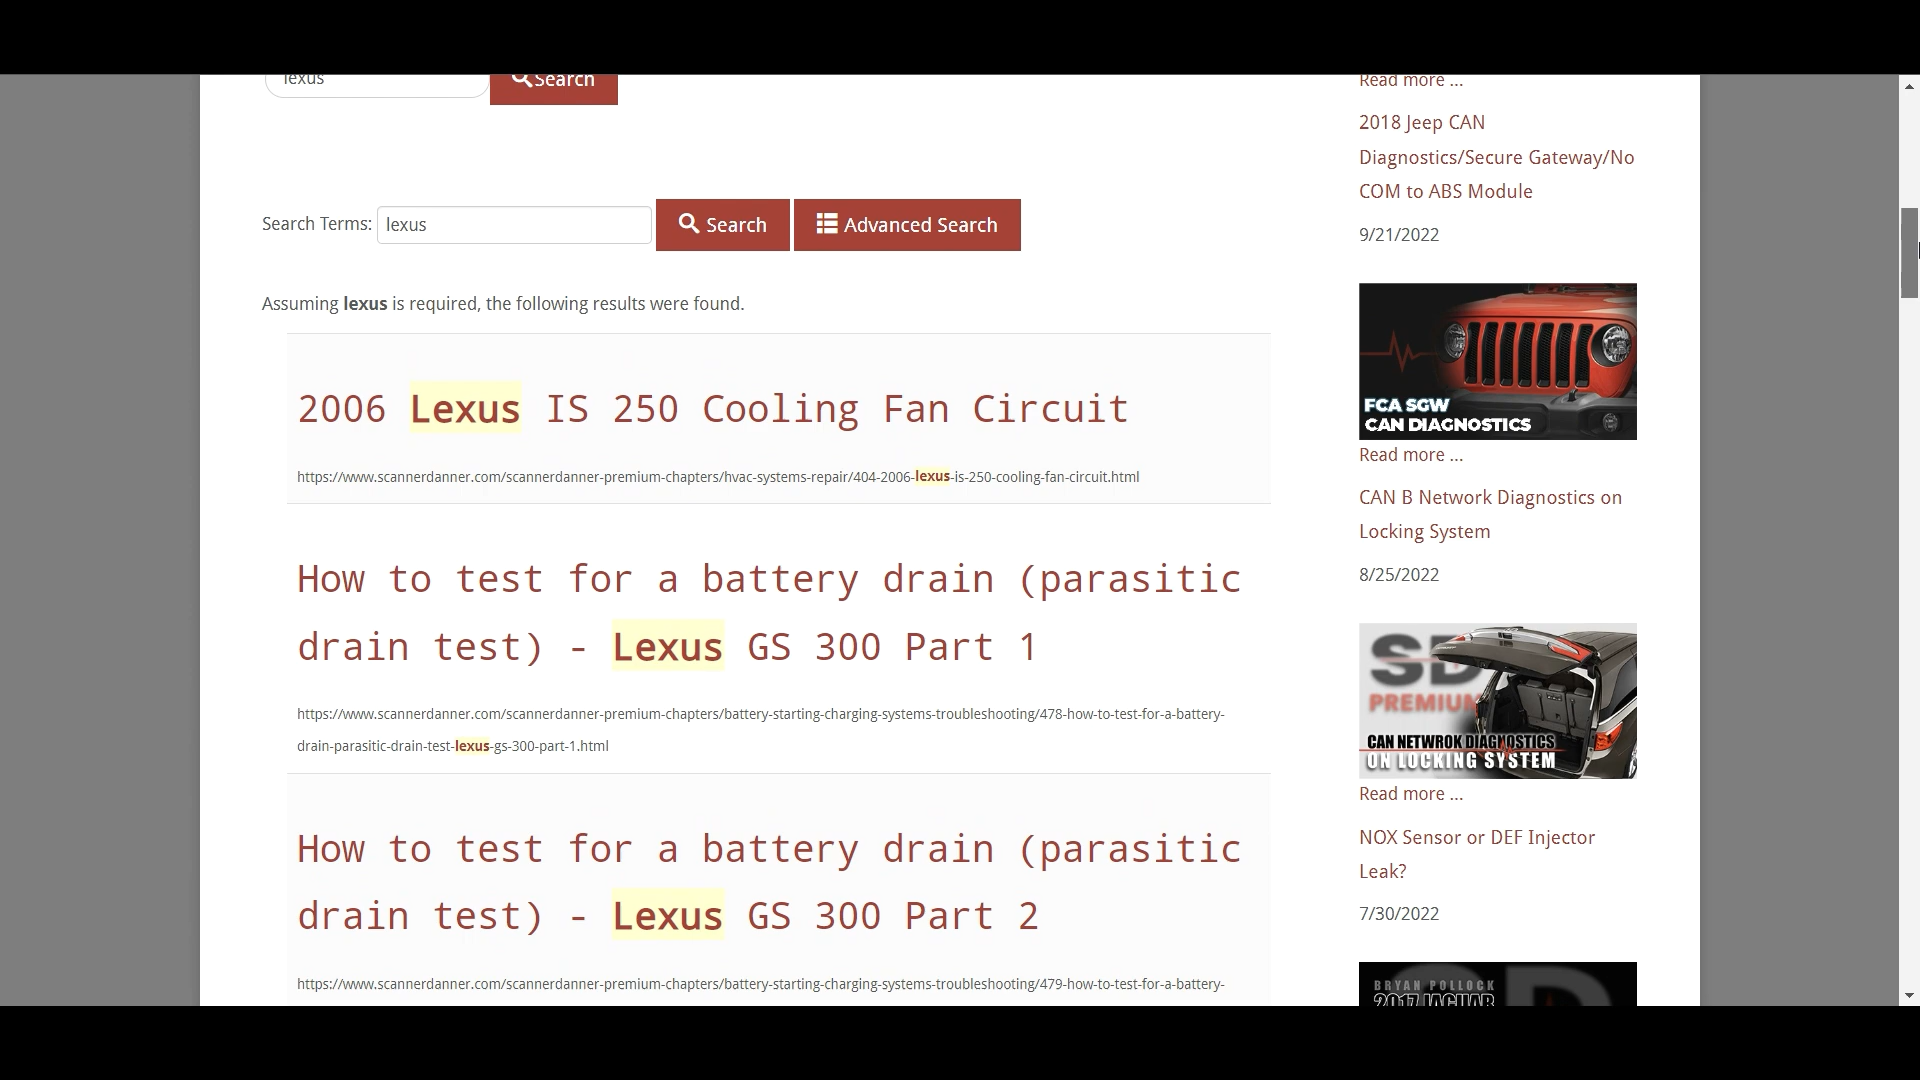 lexus
Search
Search Terms: lexus Search Advanced Search
Assuming lexus is required, the following results were found.
2006 Lexus IS 250 Cooling Fan Circuit
https://www.scannerdanner.com/scannerdanner-premium-chapters/hvac-systems-repair/404-2006-lexus-is-250-cooling-fan-circuit.html
How to test for a battery drain (parasitic
drain test) - Lexus GS 300 Part 1
https://www.scannerdanner.com/scannerdanner-premium-chapters/battery-starting-charging-systems-troubleshooting/478-how-to-test-for-a-battery-
drain-parasitic-drain-test-lexus-gs-300-part-1.html
How to test for a battery drain (parasitic
drain test) - Lexus GS 300 Part 2
https://www.scannerdanner.com/scannerdanner-premium-chapters/battery-starting-charging-systems-troubleshooting/479-how-to-test-for-a-battery-
Read more ...
2018 Jeep CAN
Diagnostics/Secure Gateway/No
COM to ABS Module
9/21/2022
FCA SGW
CAN DIAGNOSTICS
Read more ...
CAN B Network Diagnostics on
Locking System
8/25/2022
SD
PREMIUM
CAN NETWROK DIAGNOSTICS
ON LOCKING SYSTEM
Read more ...
NOX Sensor or DEF Injector
Leak?
7/30/2022
BRYAN POLLOCK
2017 JAGUAR